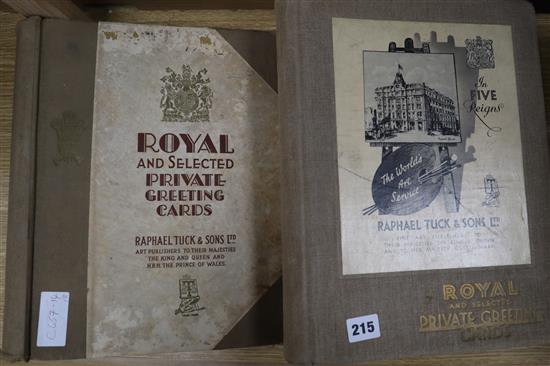 ROYAL
AND SELECTED
PRIVATE
GREETING
CARDS
RAPHAEL TUCK & SONS LTD
ART PUBLISHERS TO THEIR MAJESTIES
THE KING AND QUEEN AND
H.R.H. THE PRINCE OF WALES.
In
FIVE
Reigns
The World's
Art
Service
RAPHAEL TUCK & SONS LTD
ROYAL
AND SELECTED
PRIVATE GREETING
CARDS
215